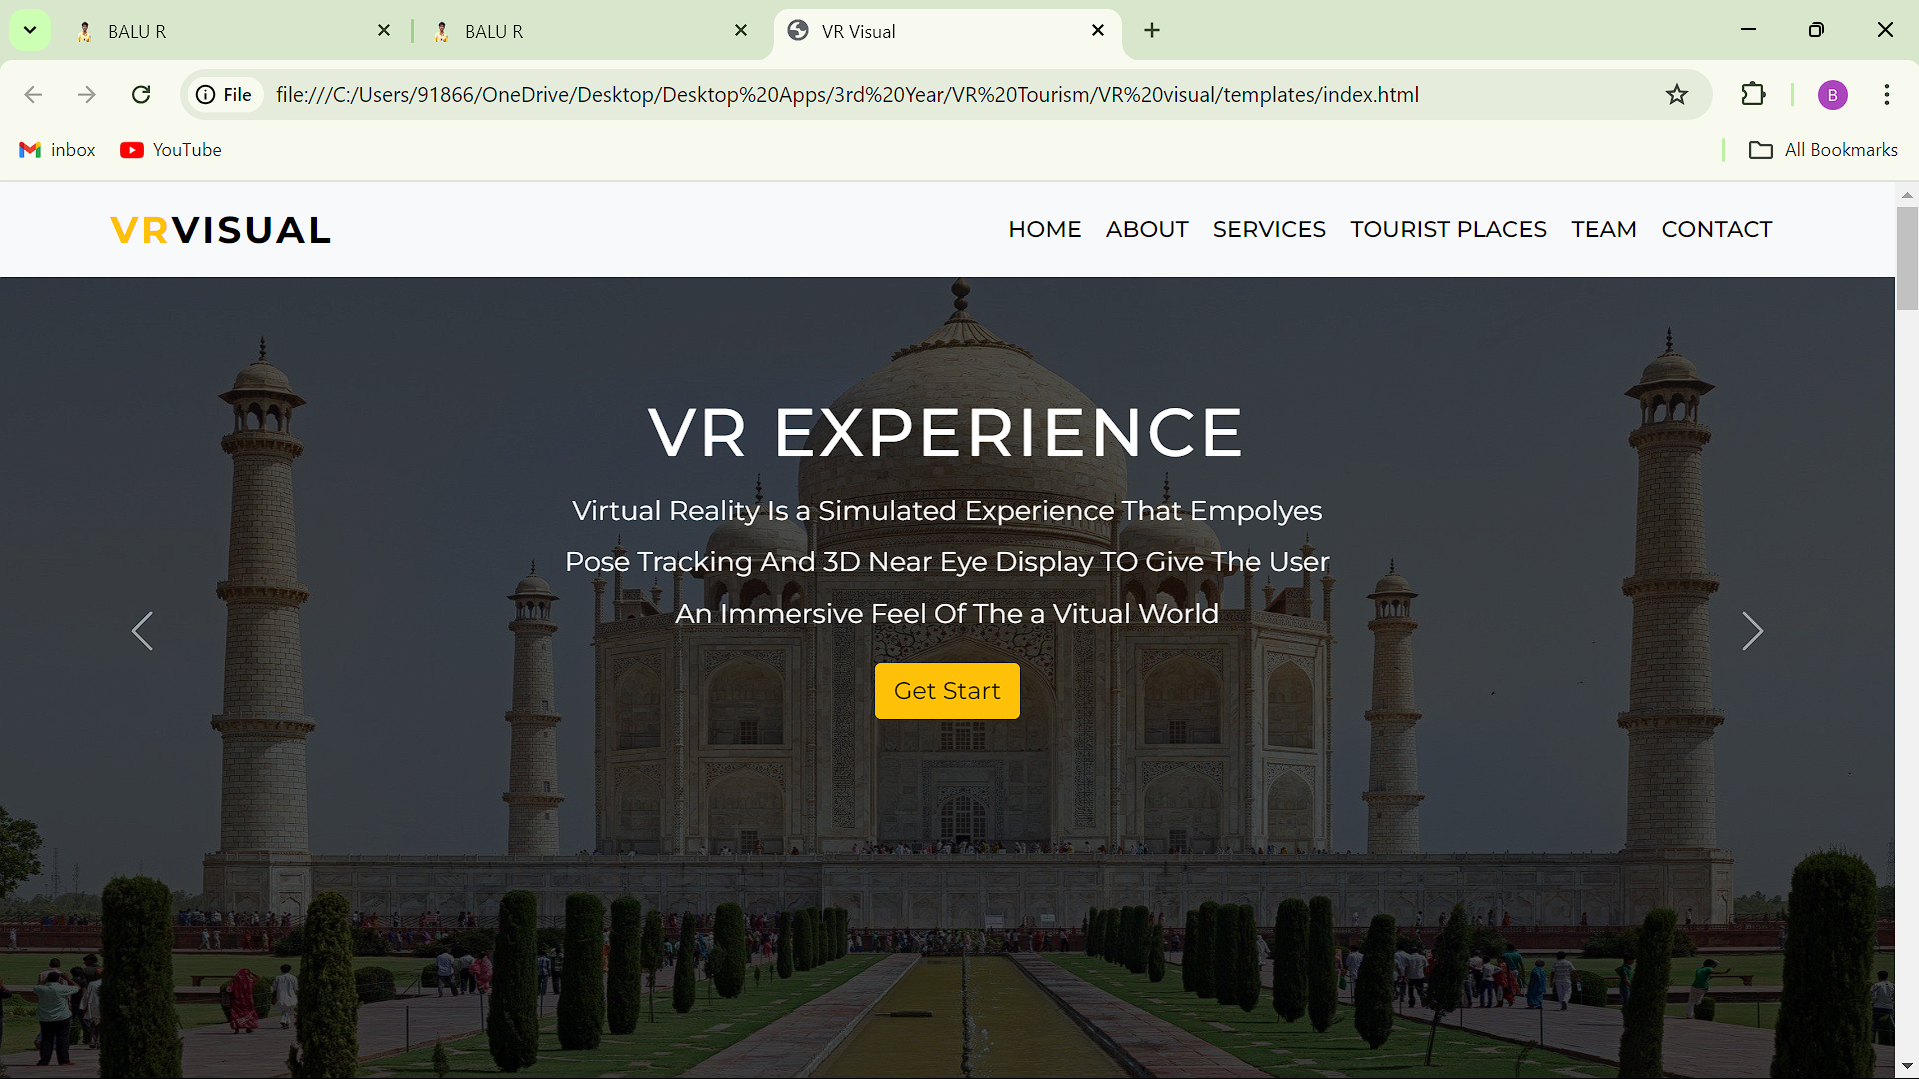 BALU R
BALU R
VR Visual
File
file:///C:/Users/91866/OneDrive/Desktop/Desktop%20Apps/3rd%20Year/VR%20Tourism/VR%20visual/templates/index.html
B
inbox
YouTube
All Bookmarks
VRVISUAL
HOME ABOUT SERVICES TOURIST PLACES TEAM CONTACT
VR EXPERIENCE
Virtual Reality Is a Simulated Experience That Empolyes
Pose Tracking And 3D Near Eye Display TO Give The User
An Immersive Feel Of The a Vitual World
Get Start